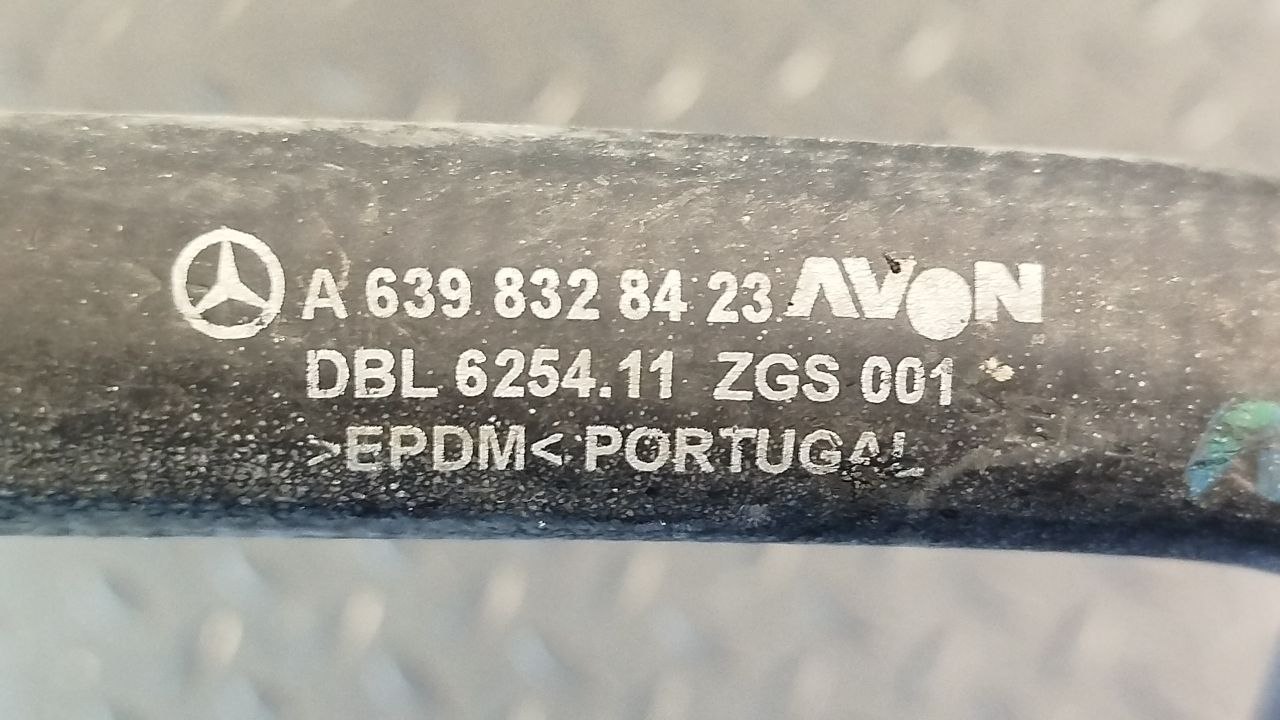 A 639 832 84 23 AVON
DBL 6254.11 ZGS 001
>EPDM< PORTUGAL